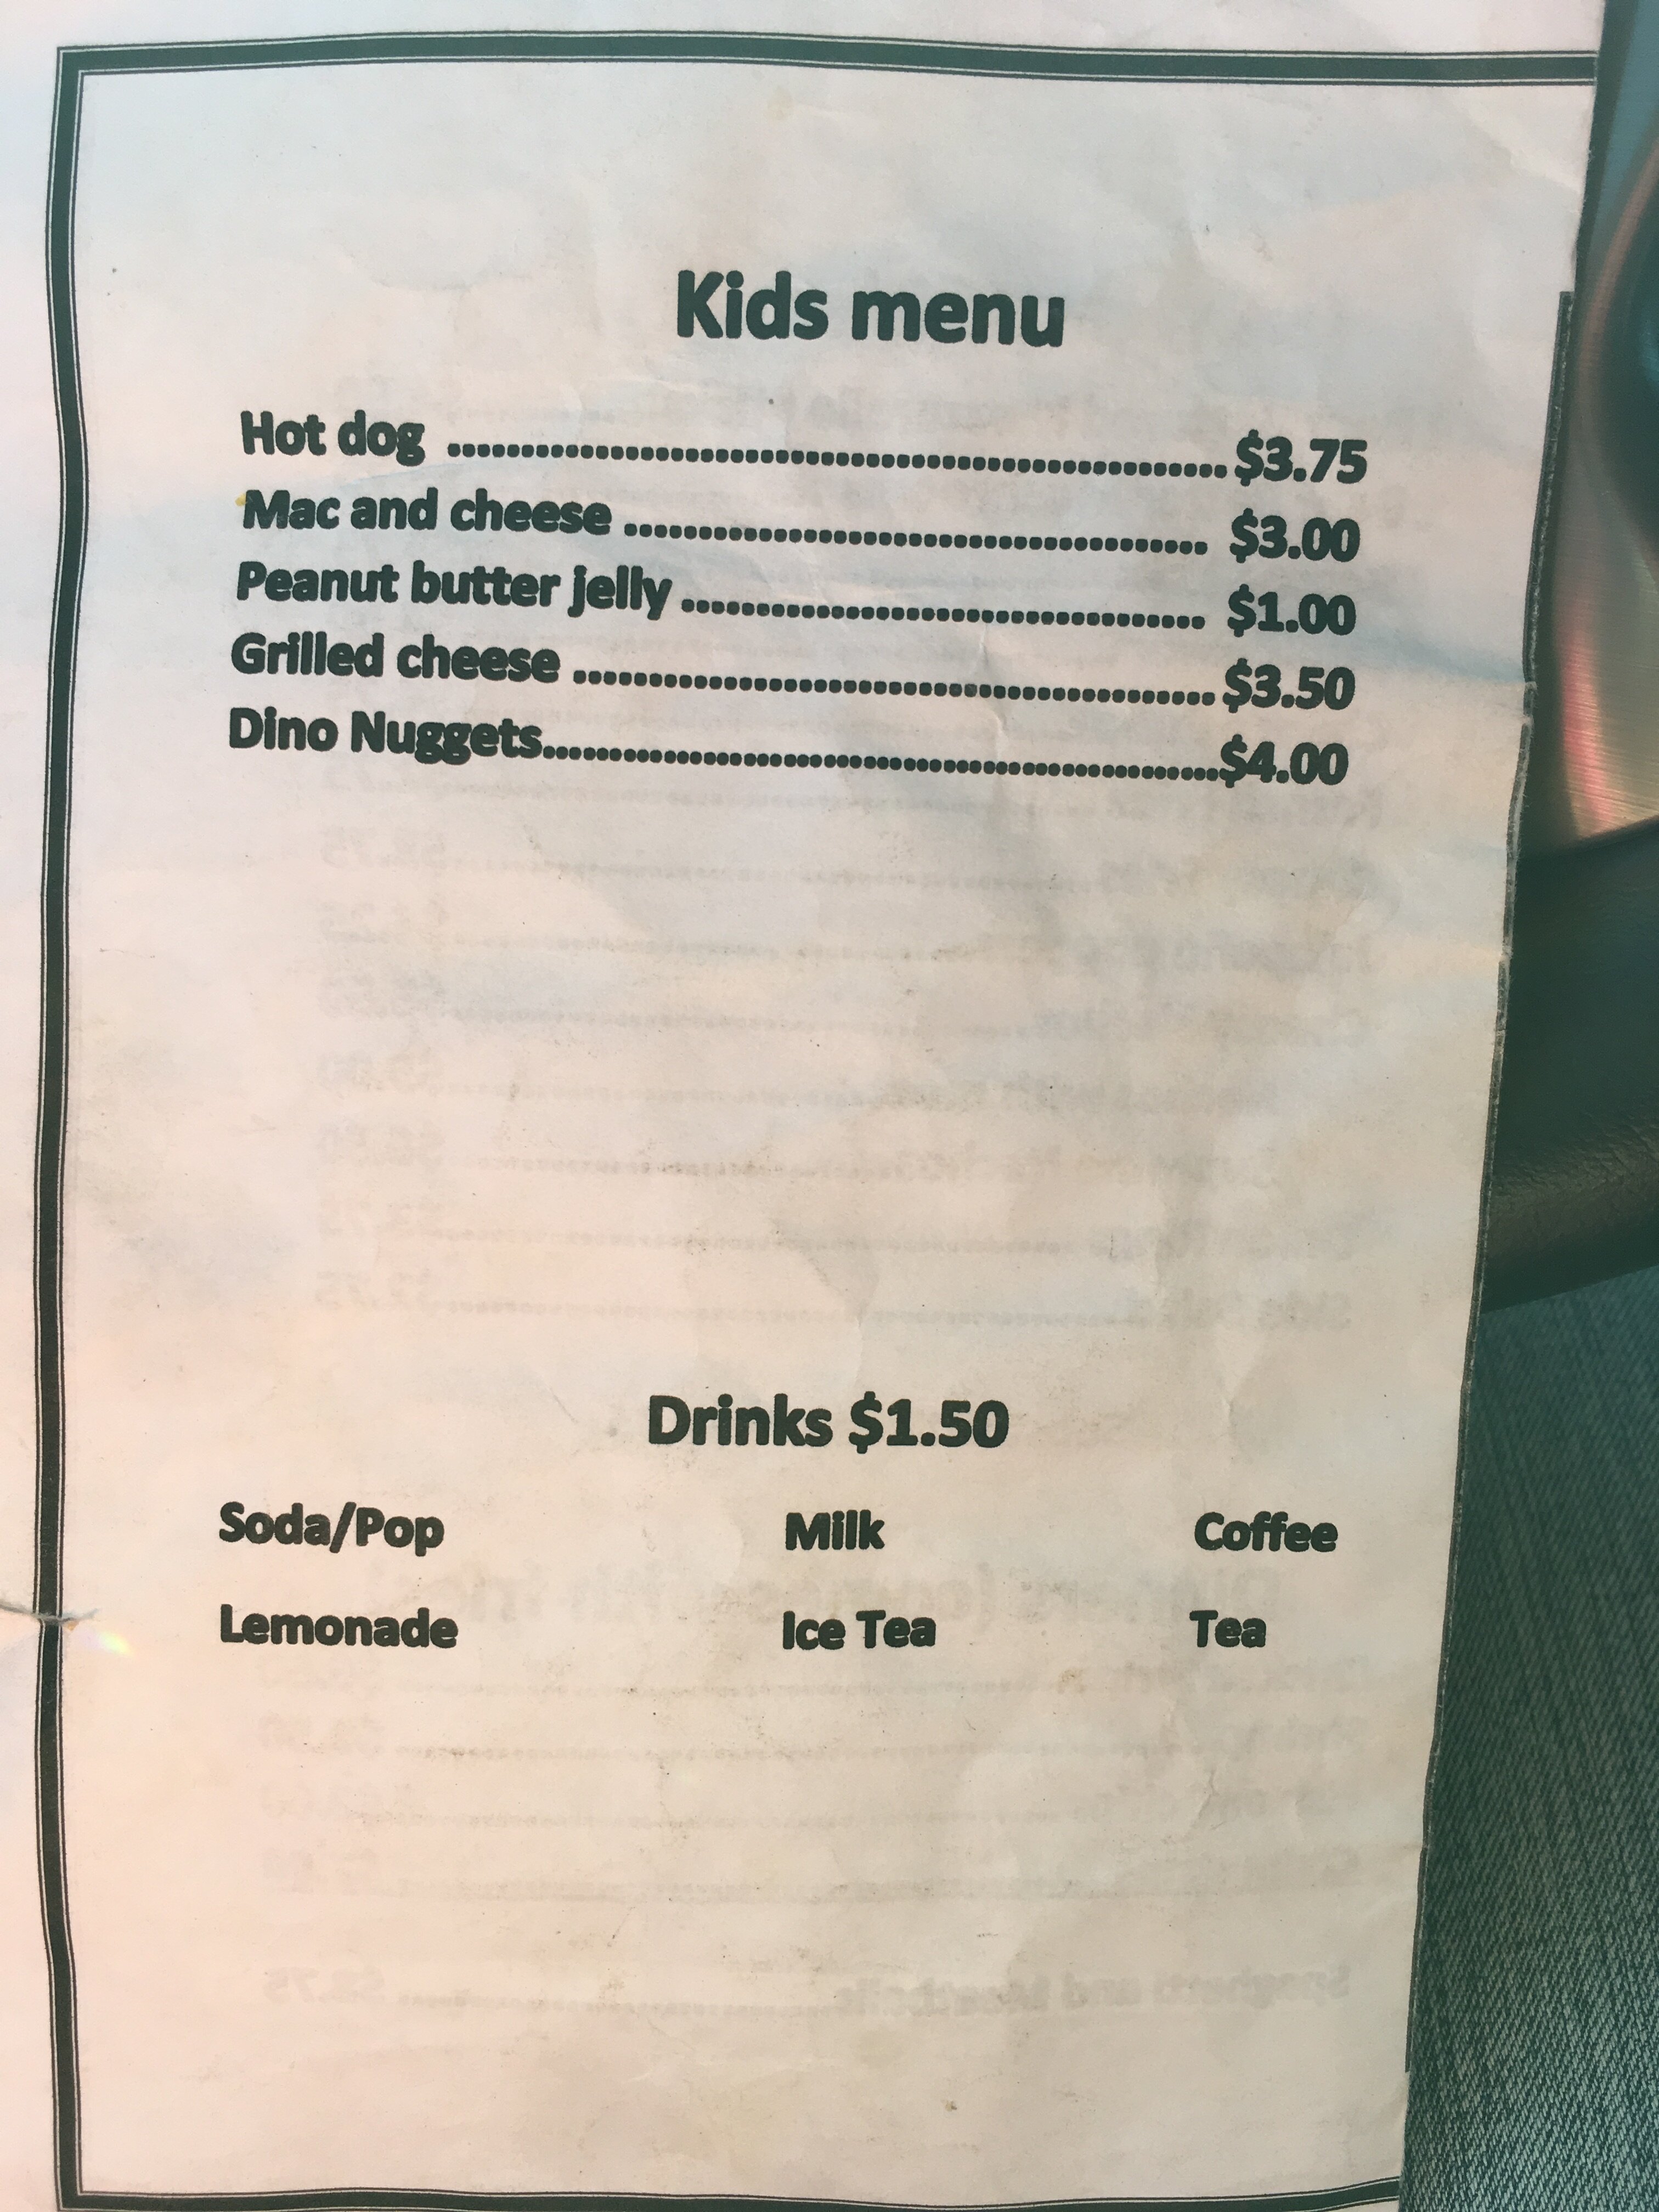 Kids menu
Hot dog ............................................................ $3.75
Mac and cheese ............................................. $3.00
Peanut butter jelly ........................................ $1.00
Grilled cheese ................................................. $3.50
Dino Nuggets....................................................$4.00
Drinks $1.50
Soda/Pop Milk Coffee
Lemonade Ice Tea Tea